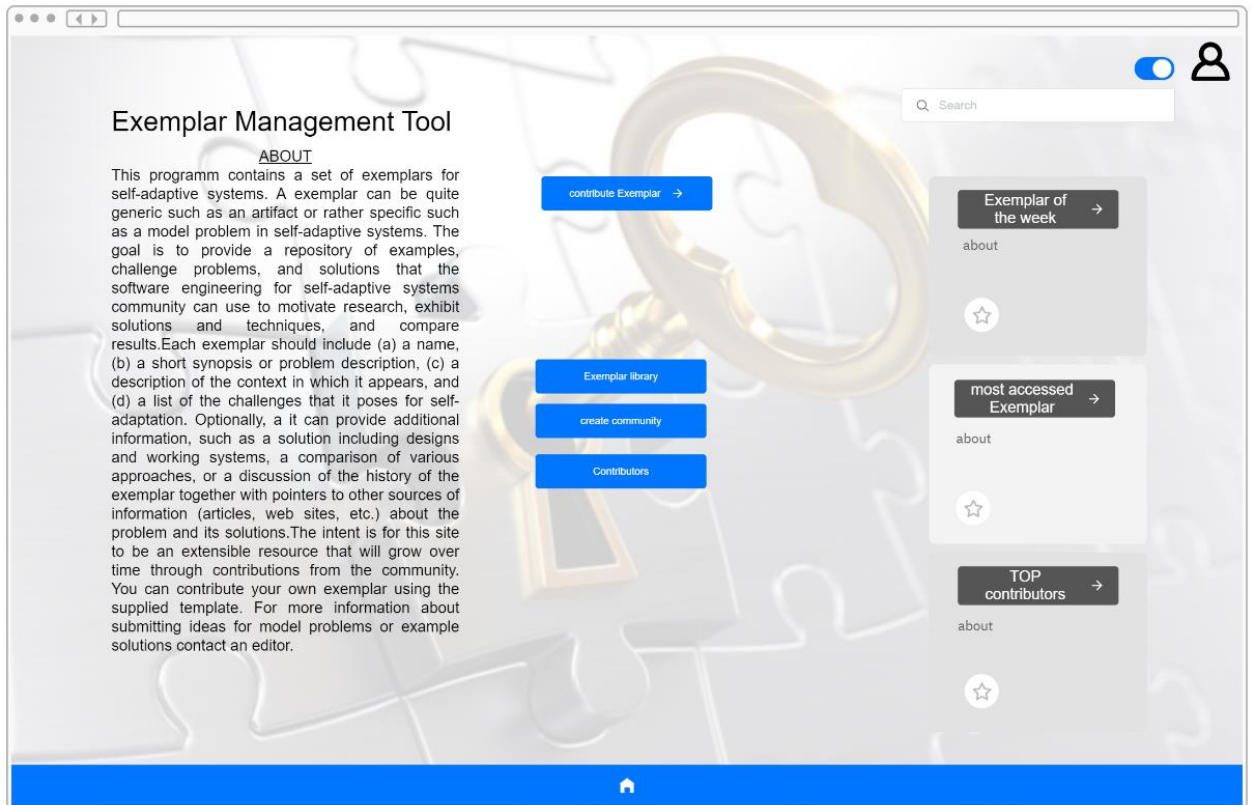 Exemplar Management Tool
ABOUT
This programm contains a set of exemplars for
self-adaptive systems. A exemplar can be quite
generic such as an artifact or rather specific such
as a model problem in self-adaptive systems. The
goal is to provide a repository of examples,
challenge problems, and solutions that the
software engineering for self-adaptive systems
community can use to motivate research, exhibit
solutions and techniques, and compare
results.Each exemplar should include (a) a name,
(b) a short synopsis or problem description, (c) a
description of the context in which it appears, and
(d) a list of the challenges that it poses for self-
adaptation. Optionally, a it can provide additional
information, such as a solution including designs
and working systems, a comparison of various
approaches, or a discussion of the history of the
exemplar together with pointers to other sources of
information (articles, web sites, etc.) about the
problem and its solutions.The intent is for this site
to be an extensible resource that will grow over
time through contributions from the community.
You can contribute your own exemplar using the
supplied template. For more information about
submitting ideas for model problems or example
solutions contact an editor.
contribute Exemplar
Exemplar library
create community
Contributors
Search
Exemplar of
the week
about
most accessed
Exemplar
about
TOP
contributors
about